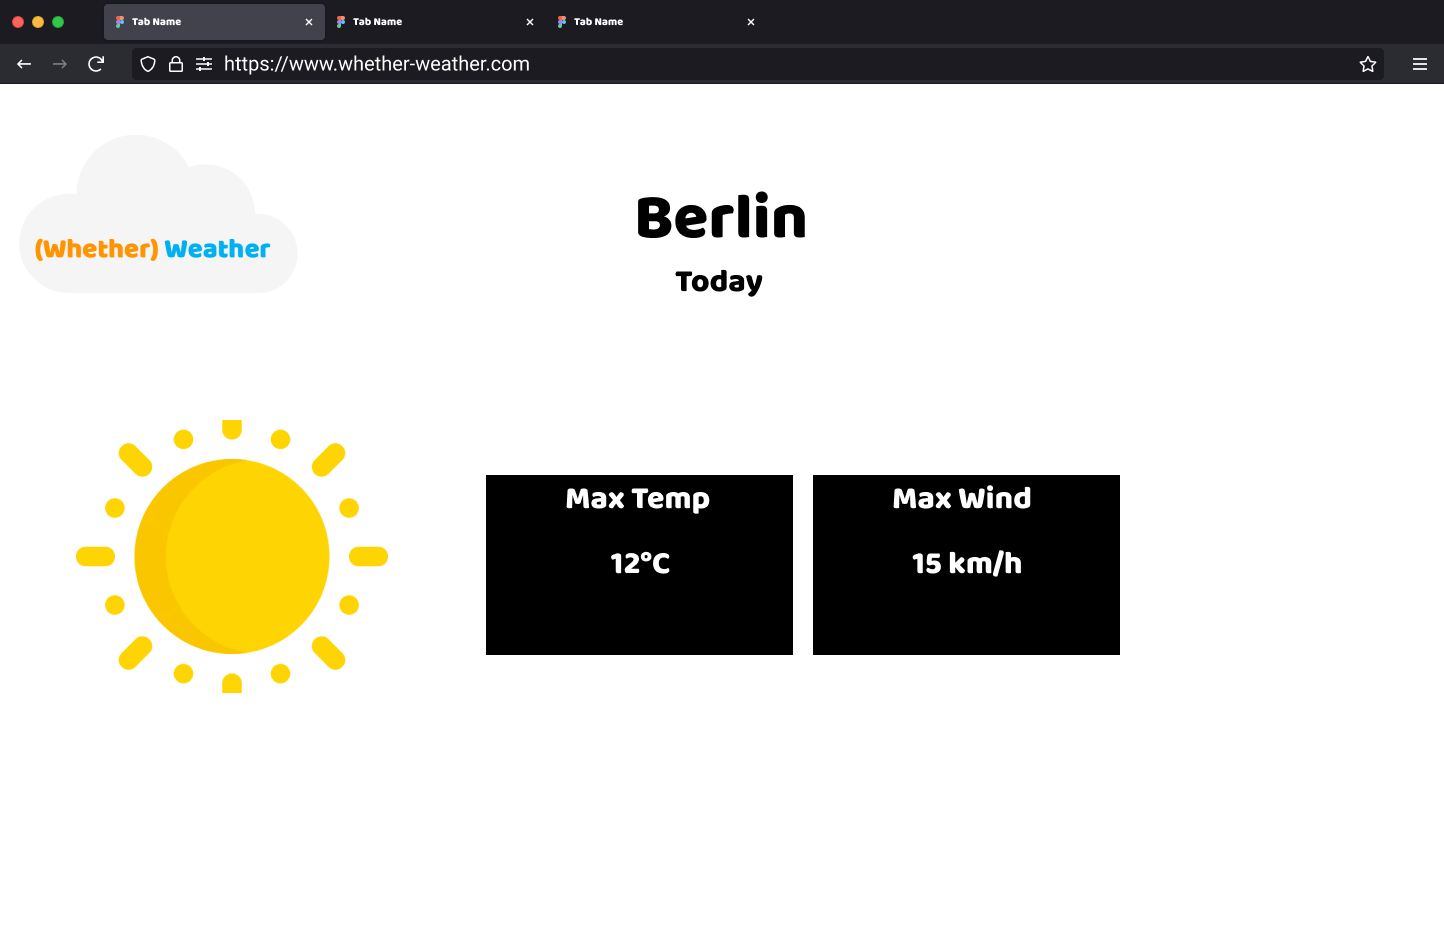 Tab Name
Tab Name
Tab Name
https://www.whether-weather.com
(Whether) Weather
Berlin
Today
Max Temp
12°C
Max Wind
15 km/h